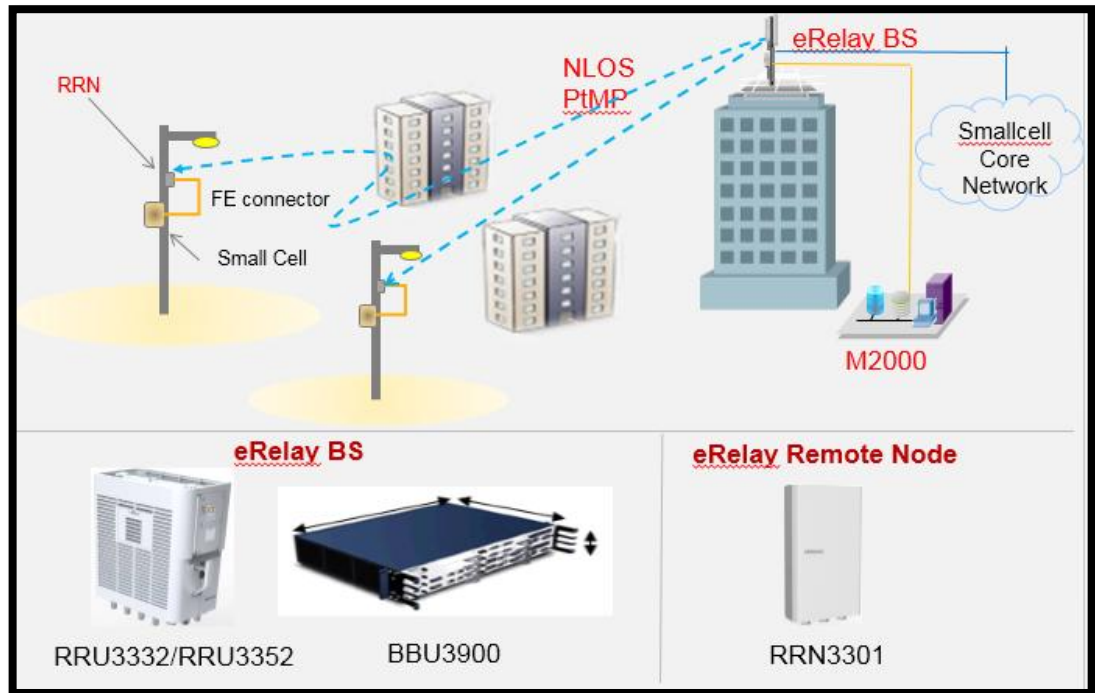 eRelay BS
NLOS
PtMP
RRN
Smallcell
Core
Network
FE connector
Small Cell
M2000
eRelay BS
eRelay Remote Node
RRU3332/RRU3352
BBU3900
RRN3301